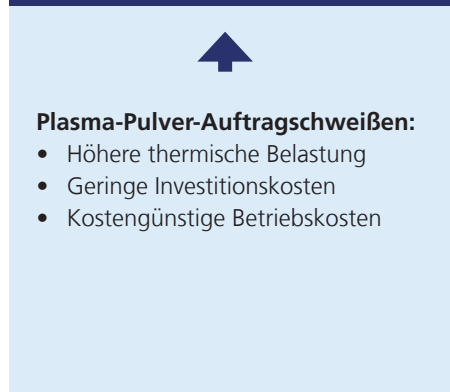 Plasma-Pulver-Auftragschweißen:
• Höhere thermische Belastung
• Geringe Investitionskosten
• Kostengünstige Betriebskosten